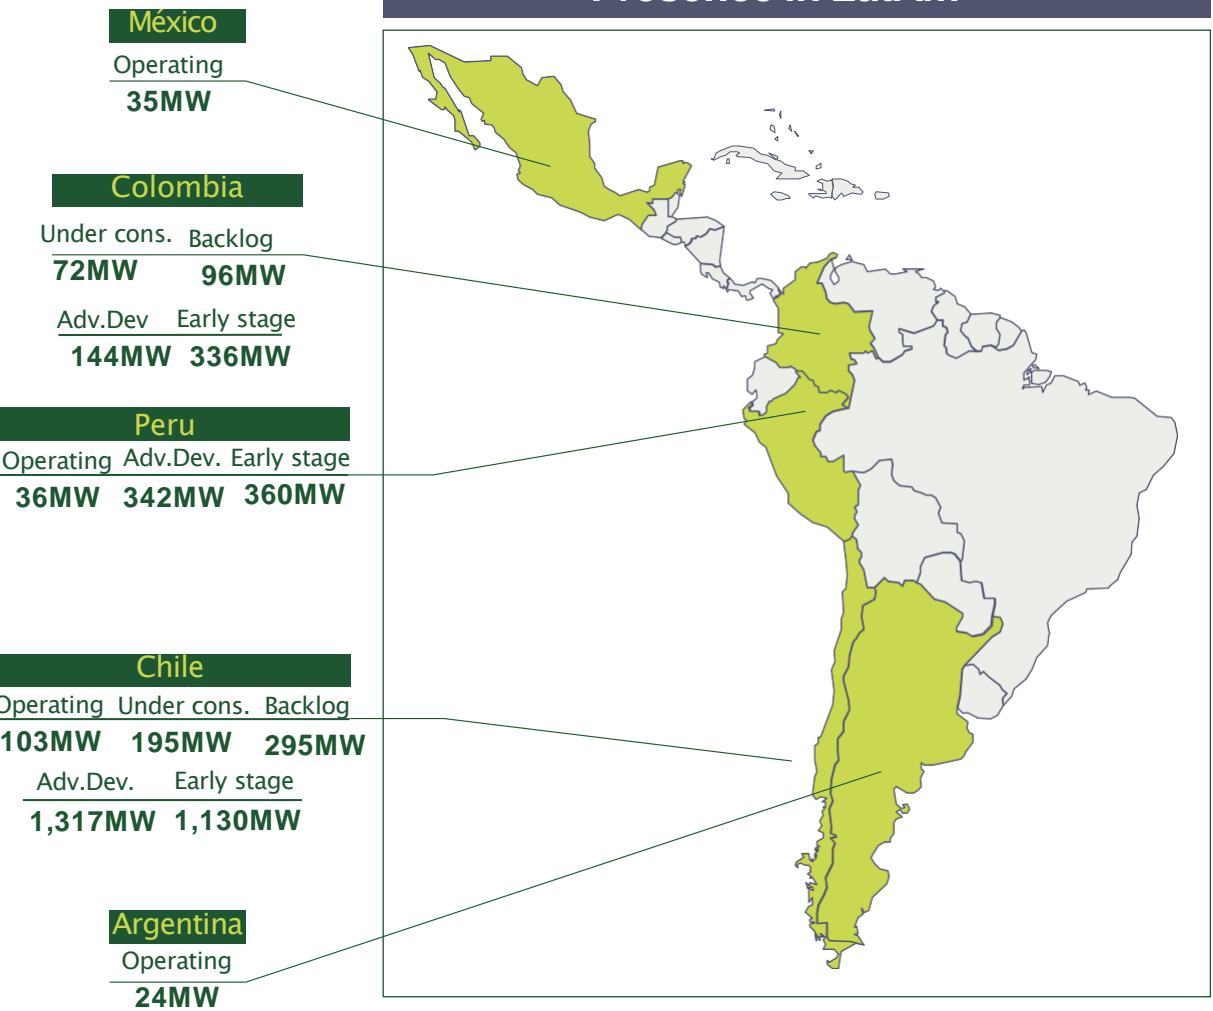 México
Operating
35MW
Colombia
Under cons. Backlog
72MW 96MW
Adv.Dev Early stage
144MW 336MW
Peru
Operating Adv.Dev. Early stage
36MW 342MW 360MW
Chile
Operating Under cons. Backlog
103MW 195MW 295MW
Adv.Dev. Early stage
1,317MW 1,130MW
Argentina
Operating
24MW